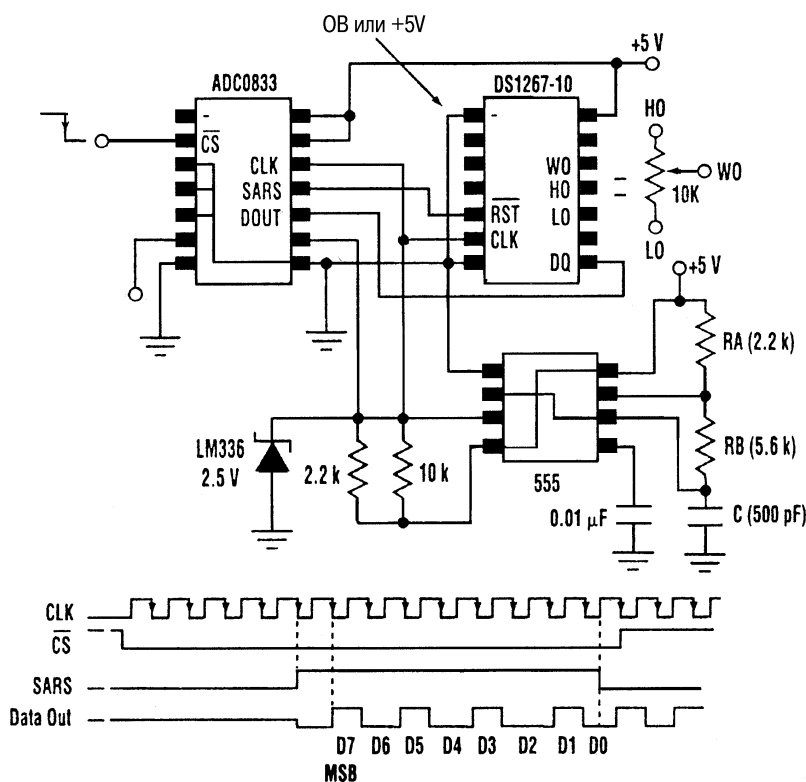 ОВ или +5V
+5 V
ADC0833
DS1267-10
-
CS
CLK
SARS
DOUT
-
WO
HO
LO
RST
CLK
DQ
HO
WO
10K
LO
+5 V
RA (2.2 k)
RB (5.6 k)
C (500 pF)
555
0.01 µF
LM336
2.5 V
2.2 k
10 k
CLK
CS
SARS
Data Out
D7 D6 D5 D4 D3 D2 D1 D0
MSB